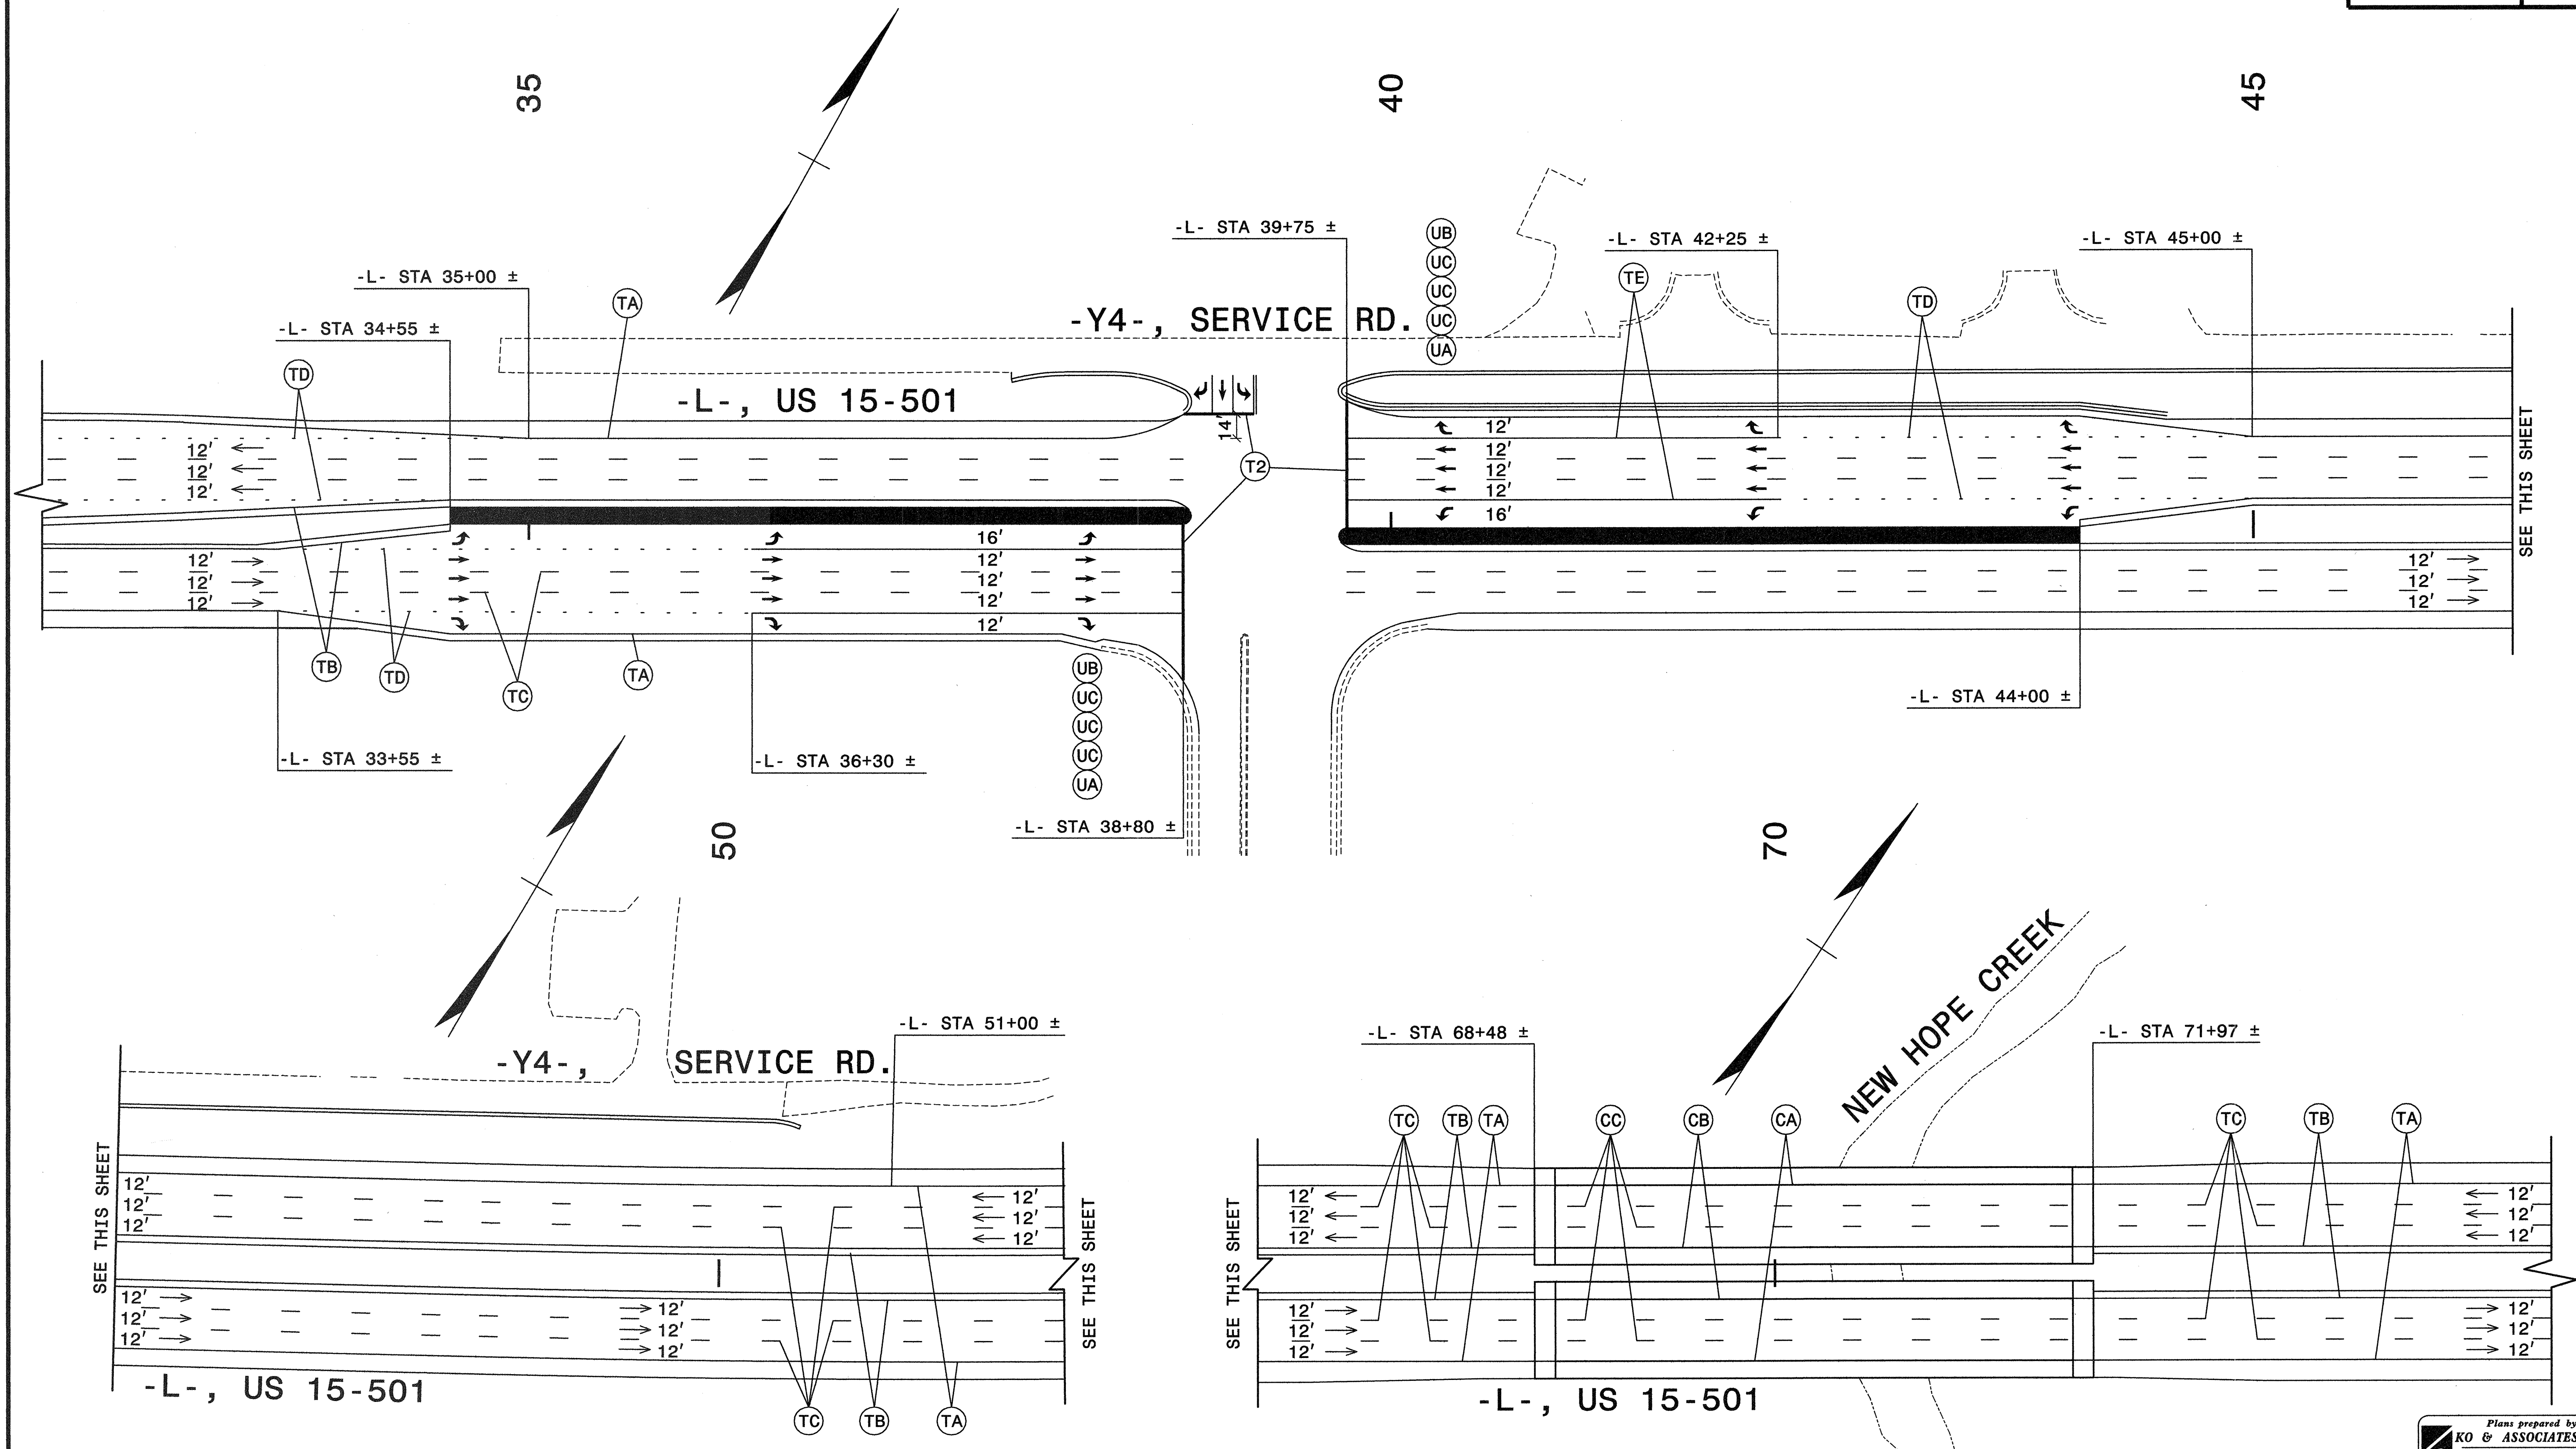 35
40
45
-L- STA 39+75 ±
UB
UC
UC
UC
UA
-L- STA 42+25 ±
-L- STA 45+00 ±
-L- STA 35+00 ±
TA
TE
TD
-L- STA 34+55 ±
-Y4-, SERVICE RD.
TD
-L-, US 15-501
14'
T2
12'
12'
12'
12'
12'
12'
12'
16'
SEE THIS SHEET
16'
12'
12'
12'
12'
12'
12'
12'
12'
12'
12'
TB
TD
TC
TA
UB
UC
UC
UC
UA
-L- STA 44+00 ±
-L- STA 33+55 ±
-L- STA 36+30 ±
-L- STA 38+80 ±
50
70
NEW HOPE CREEK
-L- STA 51+00 ±
-Y4-, SERVICE RD.
-L- STA 68+48 ±
-L- STA 71+97 ±
TC
TB
TA
CC
CB
CA
TC
TB
TA
SEE THIS SHEET
12'
12'
12'
12'
12'
12'
SEE THIS SHEET
12'
12'
12'
12'
12'
12'
-L-, US 15-501
TC
TB
TA
SEE THIS SHEET
12'
12'
12'
12'
12'
12'
12'
12'
12'
12'
12'
12'
-L-, US 15-501
Plans prepared by
KO & ASSOCIATES